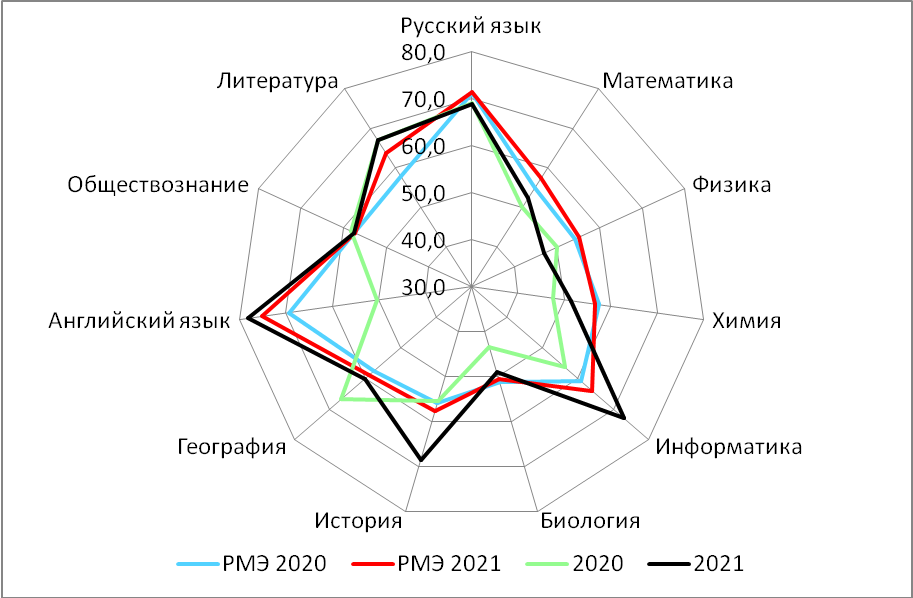 Русский язык
80,0
Литература
Математика
70,0
60,0
Обществознание
Физика
50,0
40,0
30,0
Английский язык
Химия
География
Информатика
История
Биология
РМЭ 2020
РМЭ 2021
2020
2021